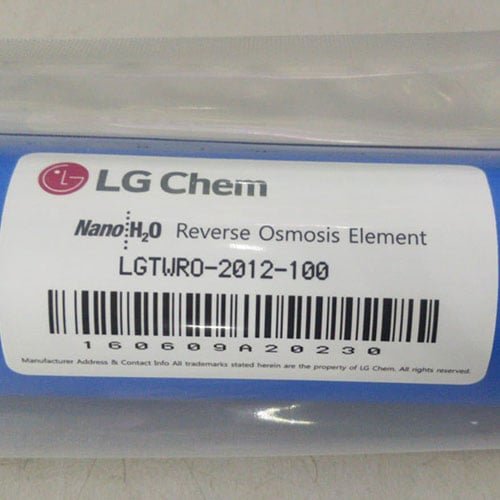 LG Chem
NanoH₂O Reverse Osmosis Element
LGTWRO-2012-100
160609A20230
Manufacturer Address & Contact Info All trademarks stated herein are the property of LG Chem. All rights reserved.